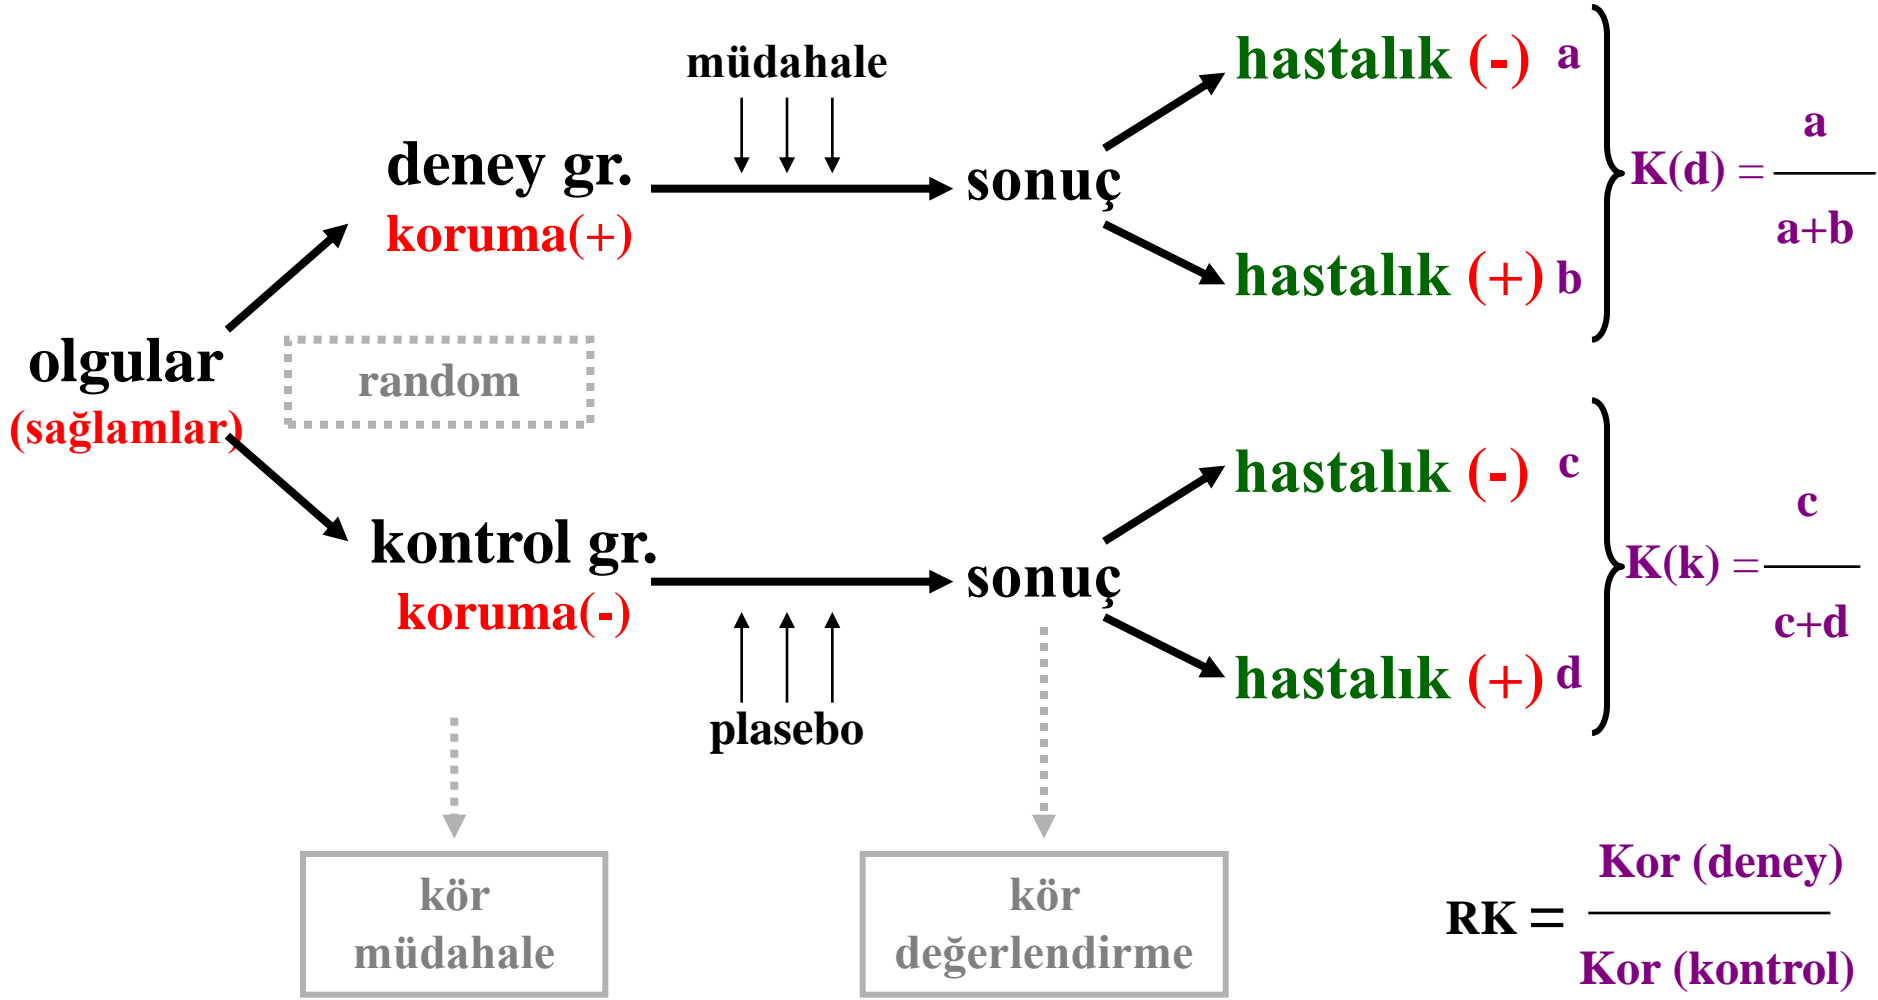 müdahale
deney gr.
koruma(+)
sonuç
hastalık (-) a
hastalık (+) b
K(d) =
a
a+b
olgular
(sağlamlar)
random
kontrol gr.
koruma(-)
sonuç
plasebo
hastalık (-) c
hastalık (+) d
K(k) =
c
c+d
kör
müdahale
kör
değerlendirme
RK =
Kor (deney)
Kor (kontrol)